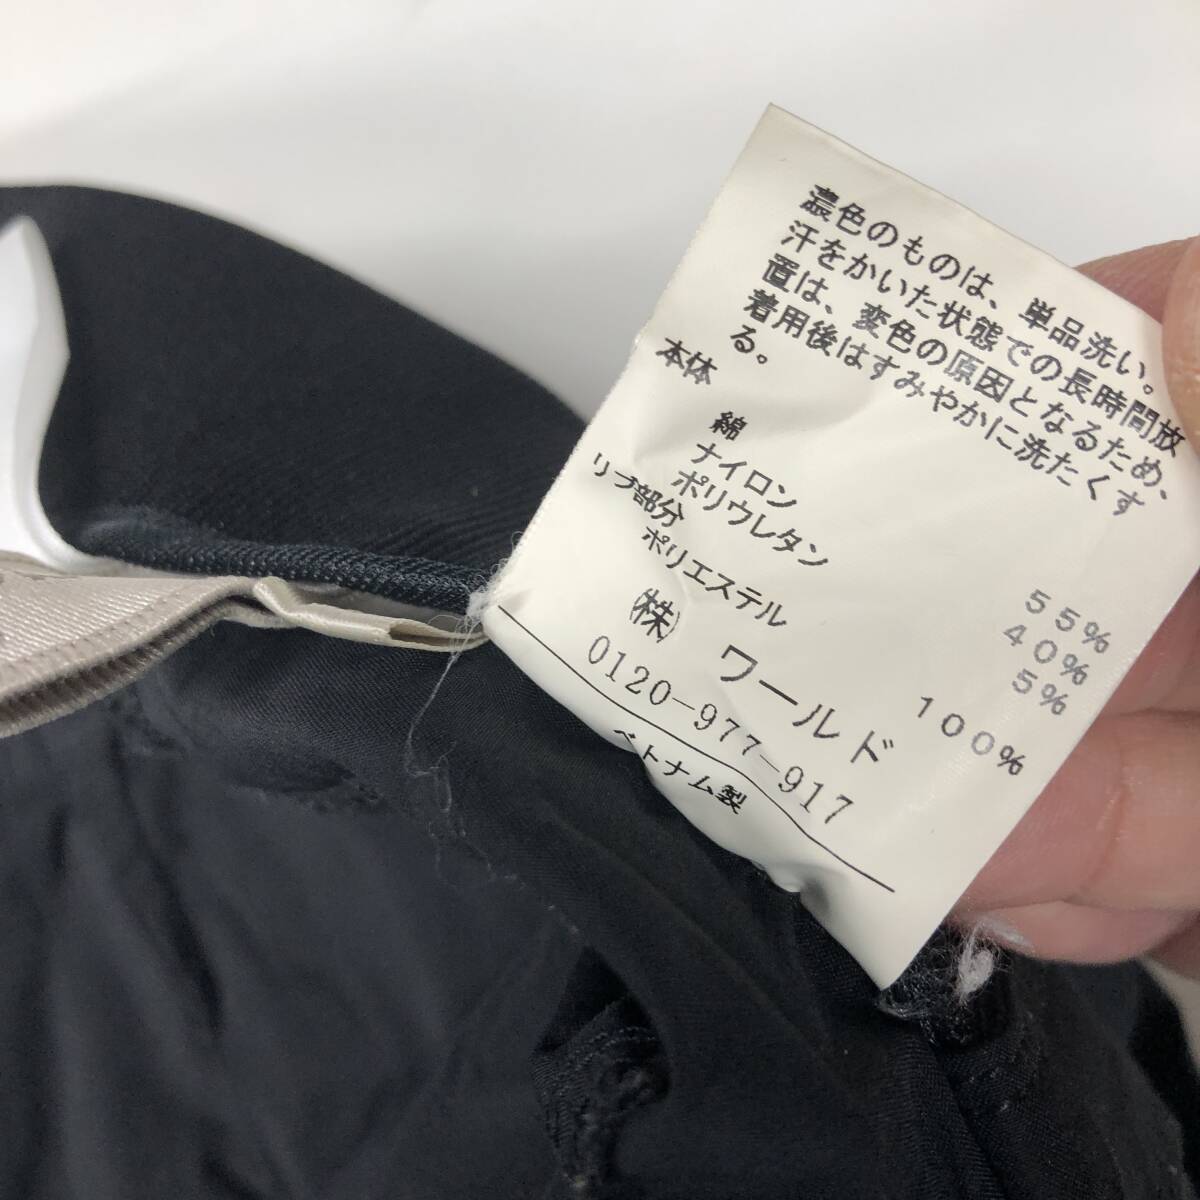 濃色のものは、単品洗い。
汗をかいた状態での長時間放
置は、変色の原因となるため、
着用後はすみやかに洗たくす
る。
本体
綿 55%
ナイロン 40%
ポリウレタン 5%
リブ部分
ポリエステル 100%
㈱ ワールド
0120-977-917
ベトナム製